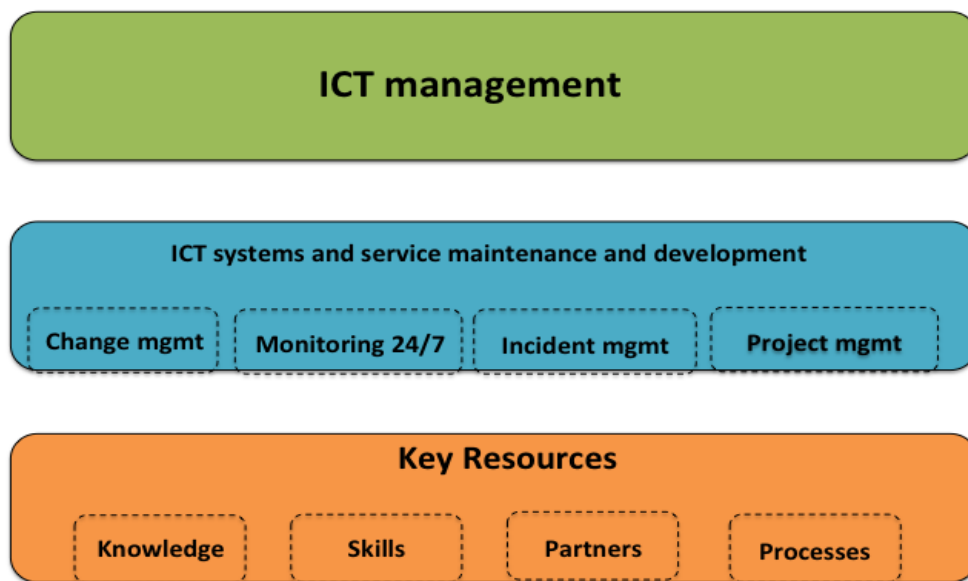 ICT management
ICT systems and service maintenance and development
Change mgmt
Monitoring 24/7
Incident mgmt
Project mgmt
Key Resources
Knowledge
Skills
Partners
Processes